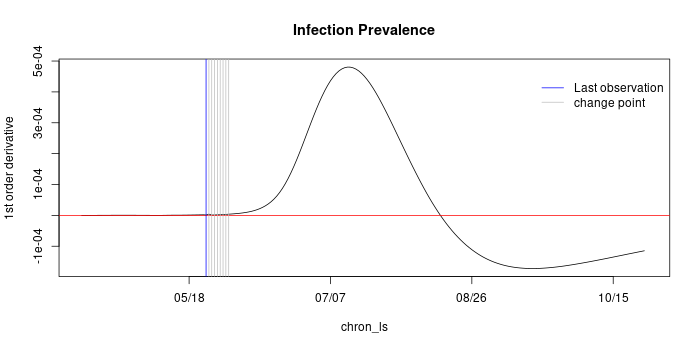 Infection Prevalence
5e-04
3e-04
1e-04
-1e-04
1st order derivative
Last observation
change point
05/18
07/07
08/26
10/15
chron_ls